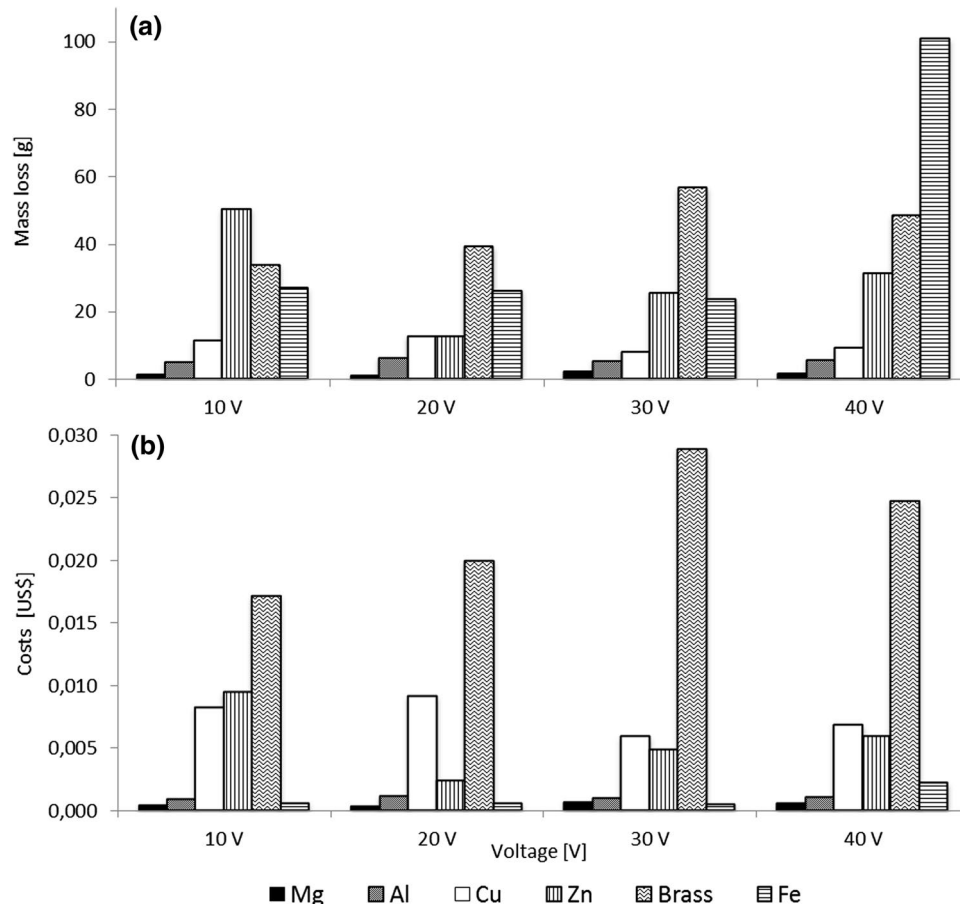 (a)
Mass loss [g]
100
80
60
40
20
0
10 V 20 V 30 V 40 V
(b)
Costs [US$]
0,030
0,025
0,020
0,015
0,010
0,005
0,000
10 V 20 V 30 V 40 V
Voltage [V]
Mg Al Cu Zn Brass Fe